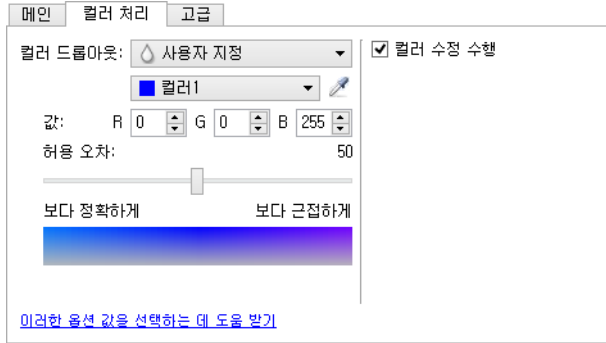 메인 컬러 처리 고급
컬러 드롭아웃: 사용자 지정
컬러 수정 수행
컬러1
값: R 0 G 0 B 255
허용 오차: 50
보다 정확하게 보다 근접하게
이러한 옵션 값을 선택하는 데 도움 받기